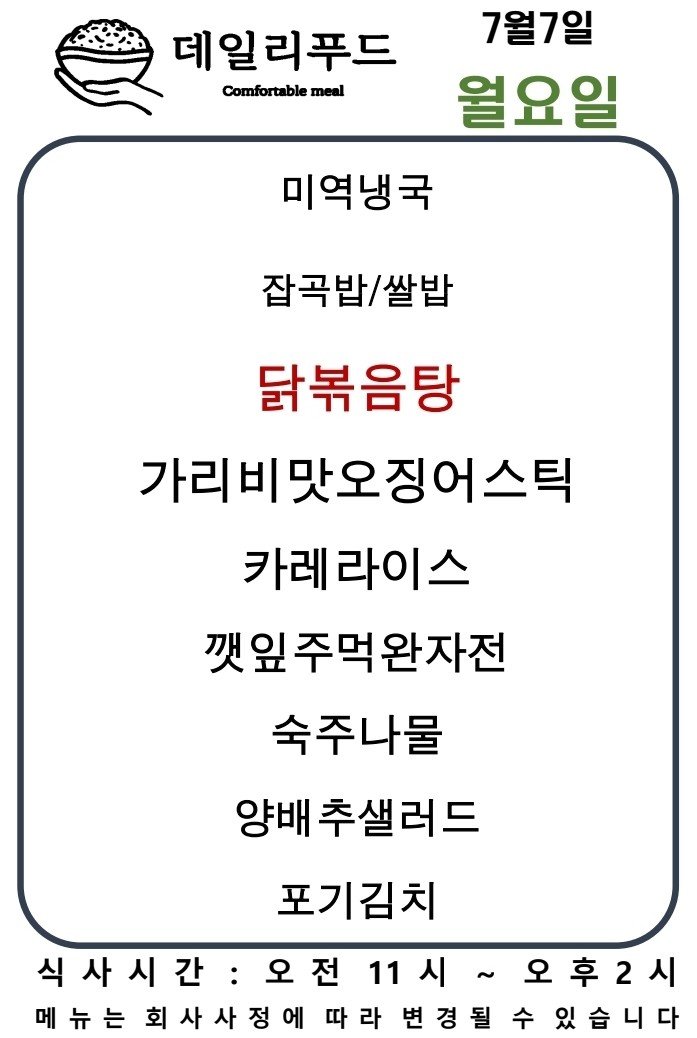 데일리푸드
Comfortable meal
7월7일
월요일
미역냉국
잡곡밥/쌀밥
닭볶음탕
가리비맛오징어스틱
카레라이스
깻잎주먹완자전
숙주나물
양배추샐러드
포기김치
식사시간 : 오전 11시 ~ 오후2시
메뉴는 회사사정에 따라 변경될 수 있습니다